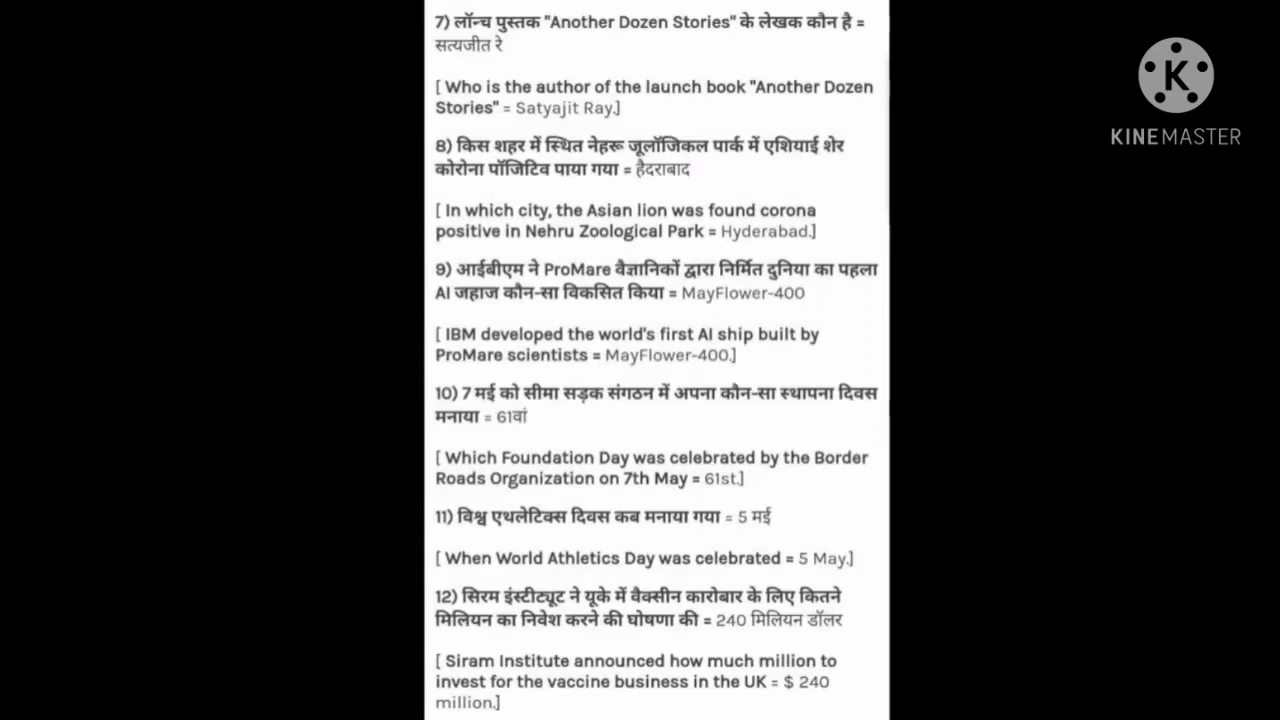 7) लॉन्च पुस्तक "Another Dozen Stories" के लेखक कौन है =
सत्यजीत रे
[ Who is the author of the launch book "Another Dozen
Stories" = Satyajit Ray.]
8) किस शहर में स्थित नेहरू जूलॉजिकल पार्क में एशियाई शेर
कोरोना पॉजिटिव पाया गया = हैदराबाद
[ In which city, the Asian lion was found corona
positive in Nehru Zoological Park = Hyderabad.]
9) आईबीएम ने ProMare वैज्ञानिकों द्वारा निर्मित दुनिया का पहला
AI जहाज कौन-सा विकसित किया = MayFlower-400
[ IBM developed the world's first AI ship built by
ProMare scientists = MayFlower-400.]
10) 7 मई को सीमा सड़क संगठन में अपना कौन-सा स्थापना दिवस
मनाया = 61वां
[ Which Foundation Day was celebrated by the Border
Roads Organization on 7th May = 61st.]
11) विश्व एथलेटिक्स दिवस कब मनाया गया = 5 मई
[ When World Athletics Day was celebrated = 5 May.]
12) सिरम इंस्टीट्यूट ने यूके में वैक्सीन कारोबार के लिए कितने
मिलियन का निवेश करने की घोषणा की = 240 मिलियन डॉलर
[ Siram Institute announced how much million to
invest for the vaccine business in the UK = $ 240
million.]
K
KINEMASTER